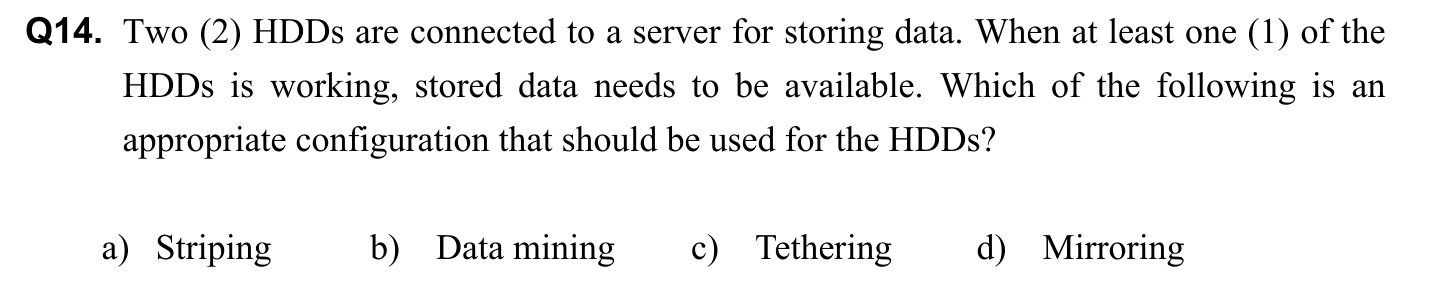 Q14. Two (2) HDDs are connected to a server for storing data. When at least one (1) of the
HDDs is working, stored data needs to be available. Which of the following is an
appropriate configuration that should be used for the HDDs?
a) Striping b) Data mining c) Tethering d) Mirroring